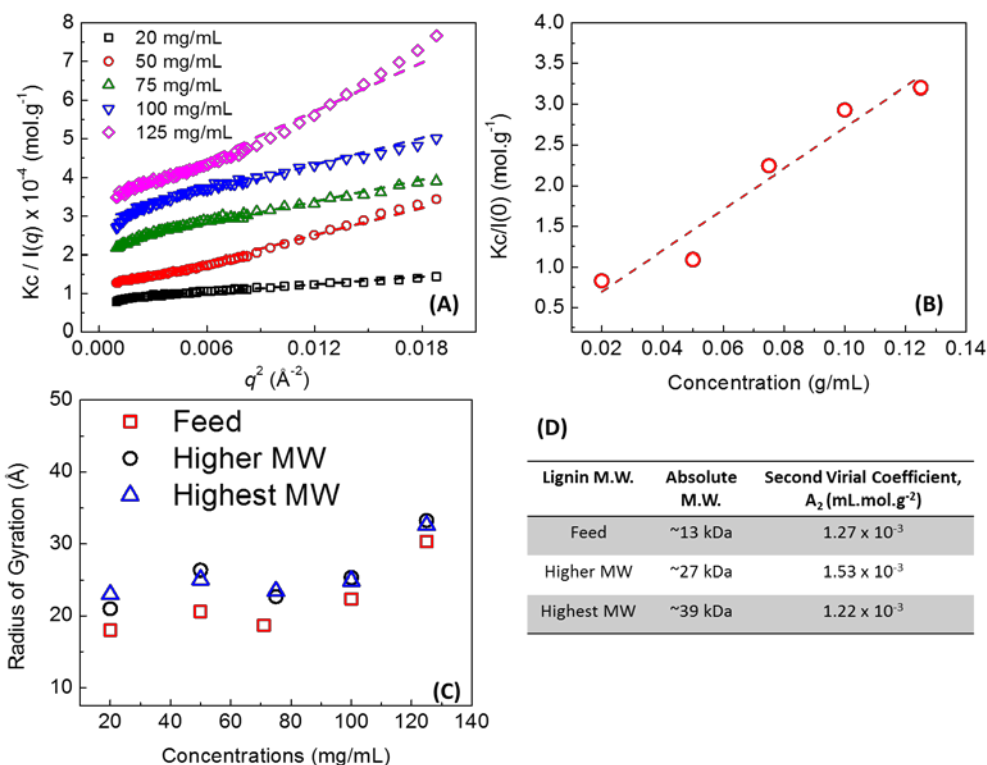 8
7
6
5
4
3
2
1
0
Kc / I(q) x 10⁻⁴ (mol.g⁻¹)
20 mg/mL
50 mg/mL
75 mg/mL
100 mg/mL
125 mg/mL
(A)
0.000 0.006 0.012 0.018
q² (Å⁻²)
4.0
3.5
3.0
2.5
2.0
1.5
1.0
0.5
Kc/I(0) (mol.g⁻¹)
(B)
0.02 0.04 0.06 0.08 0.10 0.12 0.14
Concentration (g/mL)
50
40
30
20
10
Radius of Gyration (Å)
Feed
Higher MW
Highest MW
(C)
20 40 60 80 100 120 140
Concentrations (mg/mL)
(D)
Lignin M.W. Absolute M.W. Second Virial Coefficient, A₂ (mL.mol.g⁻²)
Feed ~13 kDa 1.27 x 10⁻³
Higher MW ~27 kDa 1.53 x 10⁻³
Highest MW ~39 kDa 1.22 x 10⁻³